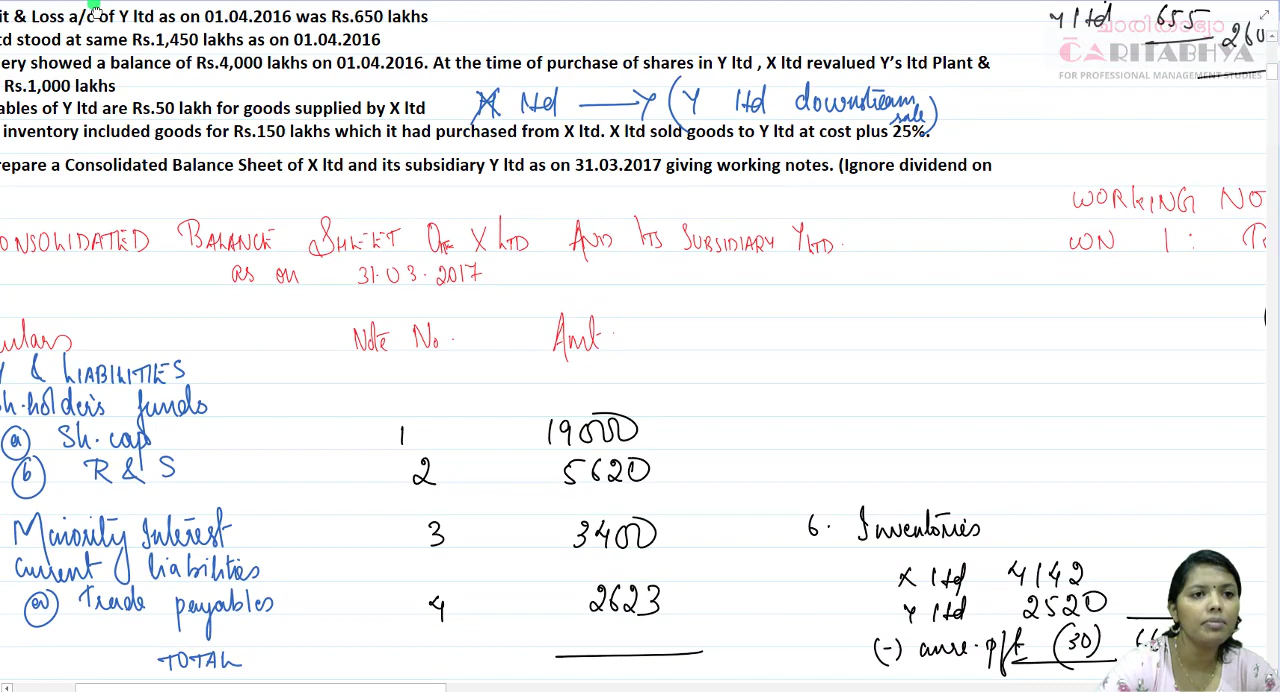 it & Loss a/c of Y ltd as on 01.04.2016 was Rs.650 lakhs
td stood at same Rs.1,450 lakhs as on 01.04.2016
ery showed a balance of Rs.4,000 lakhs on 01.04.2016. At the time of purchase of shares in Y ltd , X ltd revalued Y's ltd Plant &
Rs.1,000 lakhs
ables of Y ltd are Rs.50 lakh for goods supplied by X ltd
X ltd → Y (Y ltd downstream sale)
inventory included goods for Rs.150 lakhs which it had purchased from X ltd. X ltd sold goods to Y ltd at cost plus 25%.
repare a Consolidated Balance Sheet of X ltd and its subsidiary Y ltd as on 31.03.2017 giving working notes. (Ignore dividend on
Y ltd 655
260
ചാരിതാഭ്യാ
CARITABHYA
FOR PROFESSIONAL MANAGEMENT STUDIES
WORKING NO
WN 1 :
ONSOLIDATED BALANCE SHEET OF X LTD AND ITS SUBSIDIARY Y LTD.
as on 31.03.2017
ulars Note No. Amt.
Y & LIABILITIES
sh.holders funds
(a) Sh. cap 1 19000
(b) R & S 2 5620
Minority Interest 3 3400
Current liabilities
(a) Trade payables 4 2623
TOTAL
6. Inventories
X ltd 4142
Y ltd 2520
(-) unre. pft (30) 66